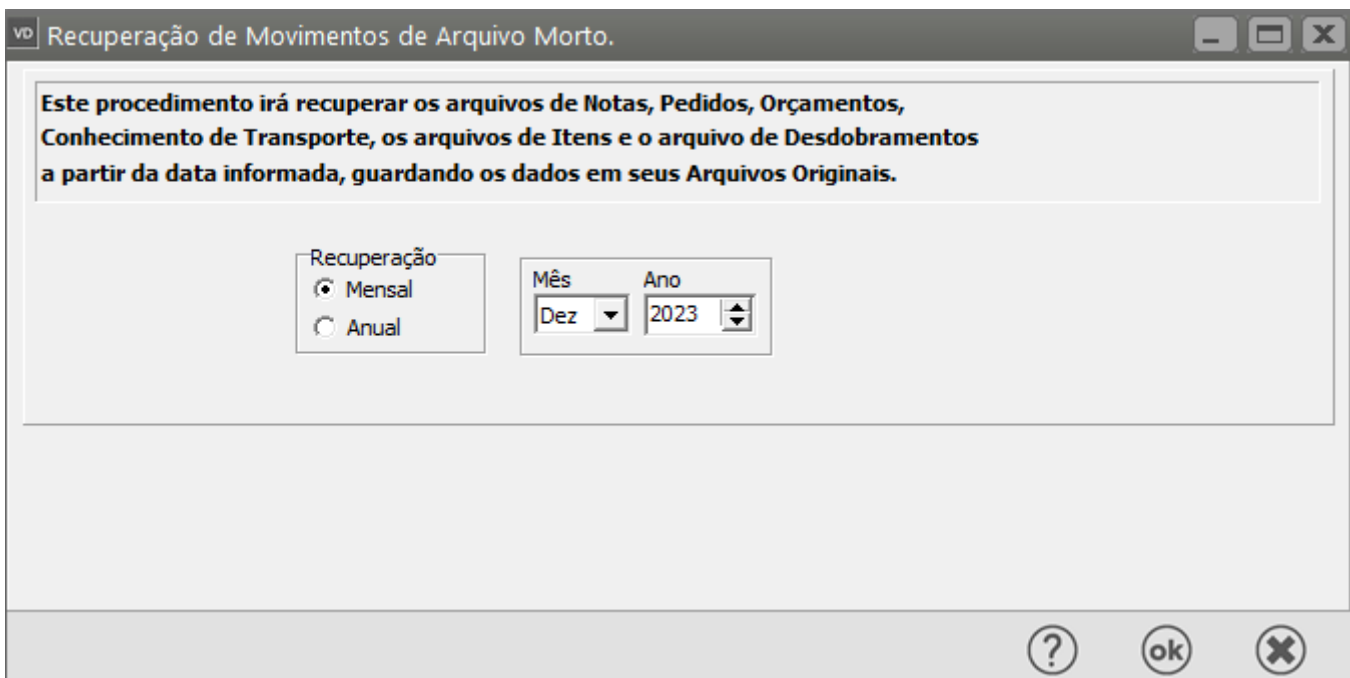 VD Recuperação de Movimentos de Arquivo Morto.
Este procedimento irá recuperar os arquivos de Notas, Pedidos, Orçamentos,
Conhecimento de Transporte, os arquivos de Itens e o arquivo de Desdobramentos
a partir da data informada, guardando os dados em seus Arquivos Originais.
Recuperação
Mensal
Anual
Mês Ano
Dez 2023
? ok